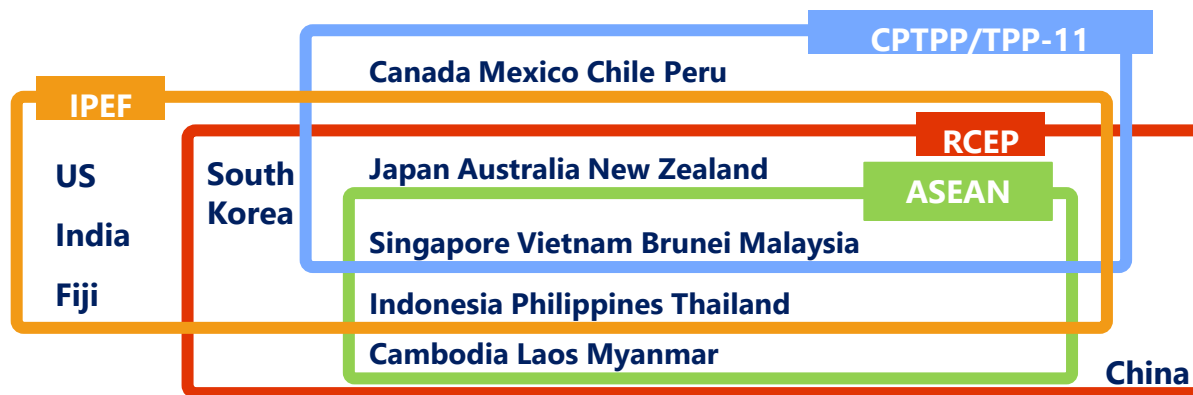 CPTPP/TPP-11
Canada Mexico Chile Peru
IPEF
RCEP
US
South
Korea
Japan Australia New Zealand
ASEAN
India
Singapore Vietnam Brunei Malaysia
Fiji
Indonesia Philippines Thailand
Cambodia Laos Myanmar
China